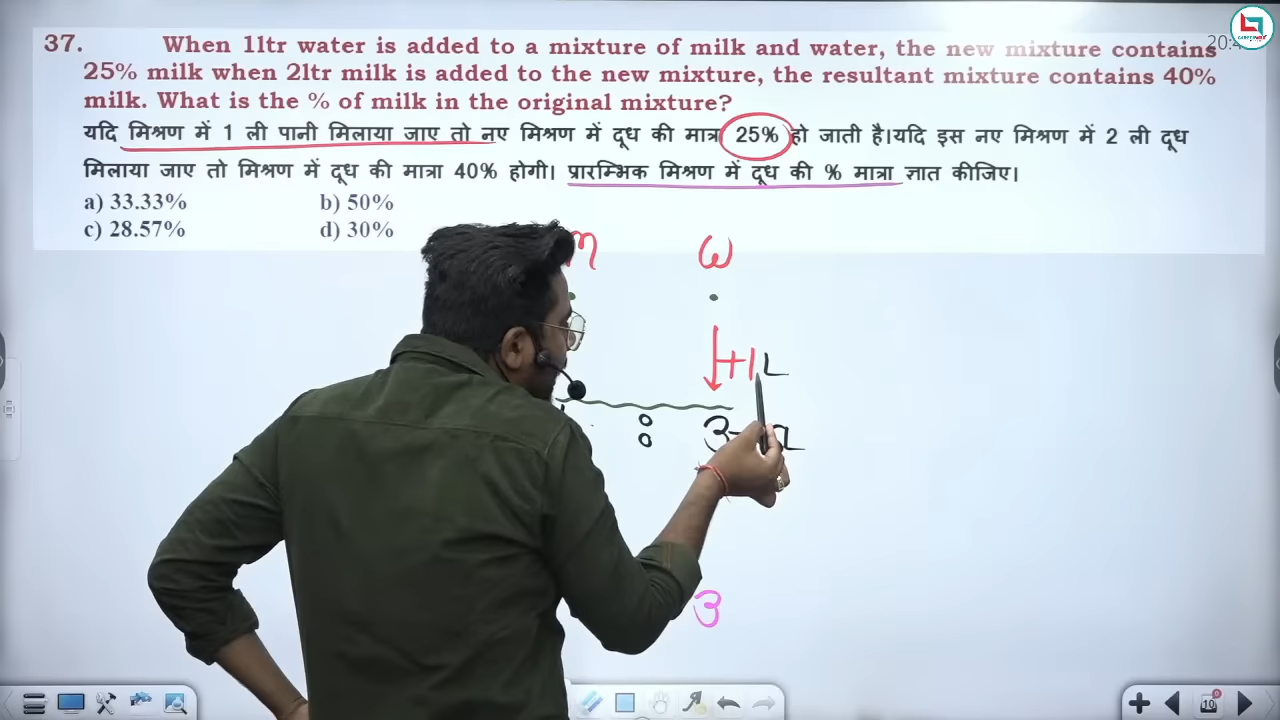 37. When 1ltr water is added to a mixture of milk and water, the new mixture contains
25% milk when 2ltr milk is added to the new mixture, the resultant mixture contains 40%
milk. What is the % of milk in the original mixture?
यदि मिश्रण में 1 ली पानी मिलाया जाए तो नए मिश्रण में दूध की मात्रा 25% हो जाती है।यदि इस नए मिश्रण में 2 ली दूध
मिलाया जाए तो मिश्रण में दूध की मात्रा 40% होगी। प्रारम्भिक मिश्रण में दूध की % मात्रा ज्ञात कीजिए।
a) 33.33% b) 50%
c) 28.57% d) 30%
m w
+1L
: 3
3
10